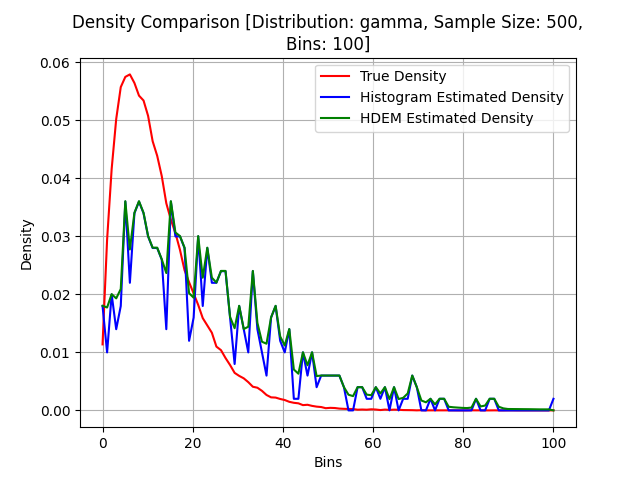 Density Comparison [Distribution: gamma, Sample Size: 500,
Bins: 100]
True Density
Histogram Estimated Density
HDEM Estimated Density
Density
0.06
0.05
0.04
0.03
0.02
0.01
0.00
0 20 40 60 80 100
Bins